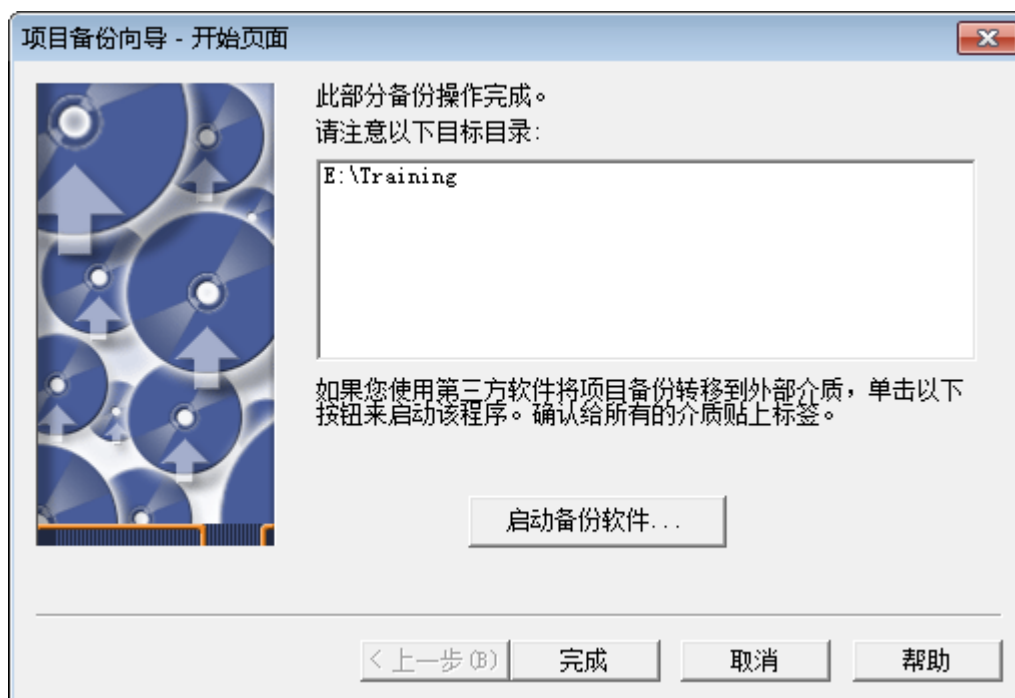 项目备份向导 - 开始页面
此部分备份操作完成。
请注意以下目标目录:
E:\Training
如果您使用第三方软件将项目备份转移到外部介质，单击以下
按钮来启动该程序。确认给所有的介质贴上标签。
启动备份软件...
< 上一步(B) 完成 取消 帮助